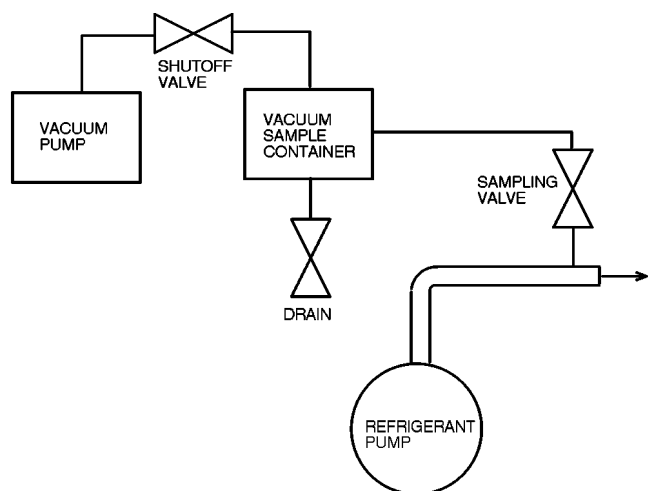 SHUTOFF
VALVE
VACUUM
PUMP
VACUUM
SAMPLE
CONTAINER
SAMPLING
VALVE
DRAIN
REFRIGERANT
PUMP